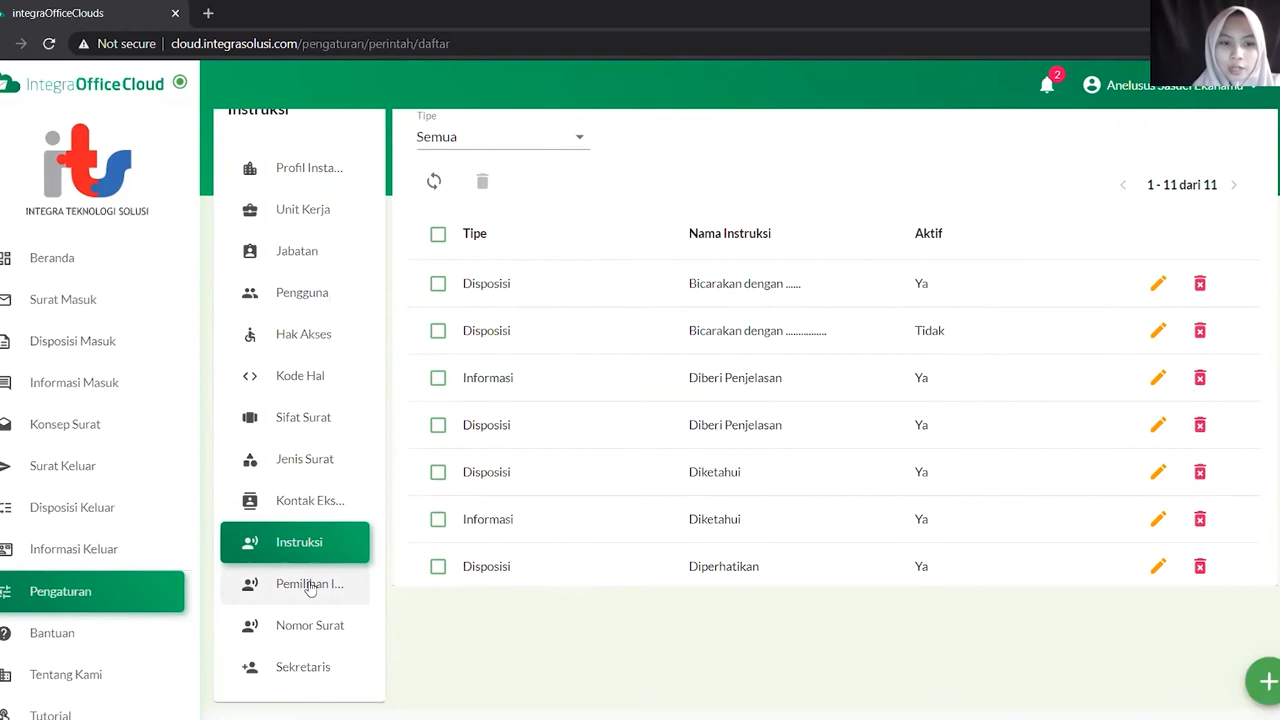 integraOfficeClouds
Not secure
cloud.integrasolusi.com/pengaturan/perintah/daftar
IntegraOfficeCloud
2
its
INTEGRA TEKNOLOGI SOLUSI
Beranda
Surat Masuk
Disposisi Masuk
Informasi Masuk
Konsep Surat
Surat Keluar
Disposisi Keluar
Informasi Keluar
Pengaturan
Bantuan
Tentang Kami
Tutorial
Instruksi
Profil Insta...
Unit Kerja
Jabatan
Pengguna
Hak Akses
Kode Hal
Sifat Surat
Jenis Surat
Kontak Eks...
Instruksi
Pemilihan I...
Nomor Surat
Sekretaris
Tipe
Semua
1 - 11 dari 11
Tipe Nama Instruksi Aktif
Disposisi Bicarakan dengan ...... Ya
Disposisi Bicarakan dengan ................ Tidak
Informasi Diberi Penjelasan Ya
Disposisi Diberi Penjelasan Ya
Disposisi Diketahui Ya
Informasi Diketahui Ya
Disposisi Diperhatikan Ya